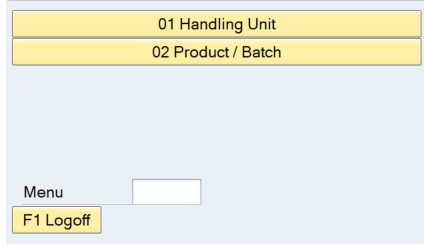 01 Handling Unit
02 Product / Batch
Menu
F1 Logoff